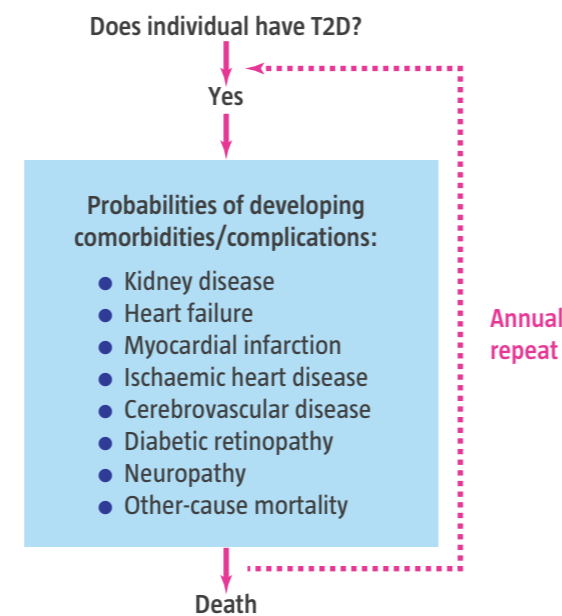 Does individual have T2D?
Yes
Probabilities of developing
comorbidities/complications:
● Kidney disease
● Heart failure
● Myocardial infarction
● Ischaemic heart disease
● Cerebrovascular disease
● Diabetic retinopathy
● Neuropathy
● Other-cause mortality
Annual
repeat
Death